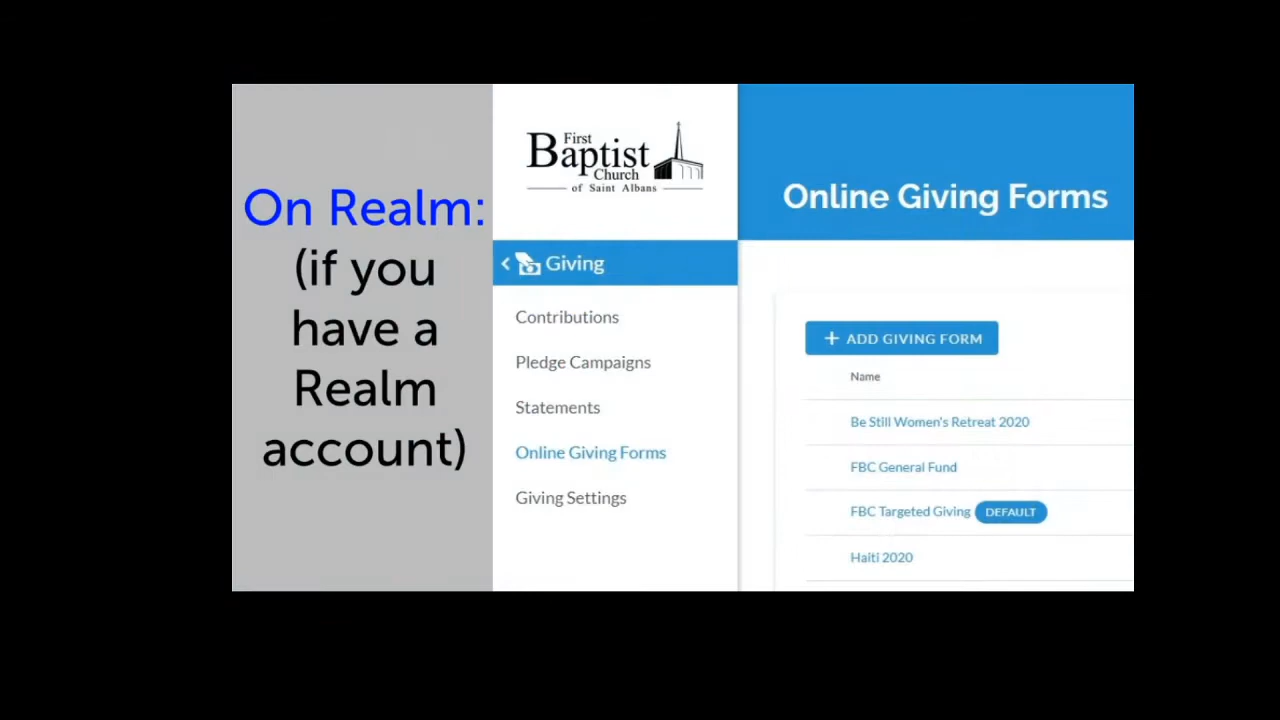 On Realm:
(if you
have a
Realm
account)
First
Baptist
Church
of Saint Albans
Giving
Contributions
Pledge Campaigns
Statements
Online Giving Forms
Giving Settings
Online Giving Forms
+ ADD GIVING FORM
Name
Be Still Women's Retreat 2020
FBC General Fund
FBC Targeted Giving DEFAULT
Haiti 2020